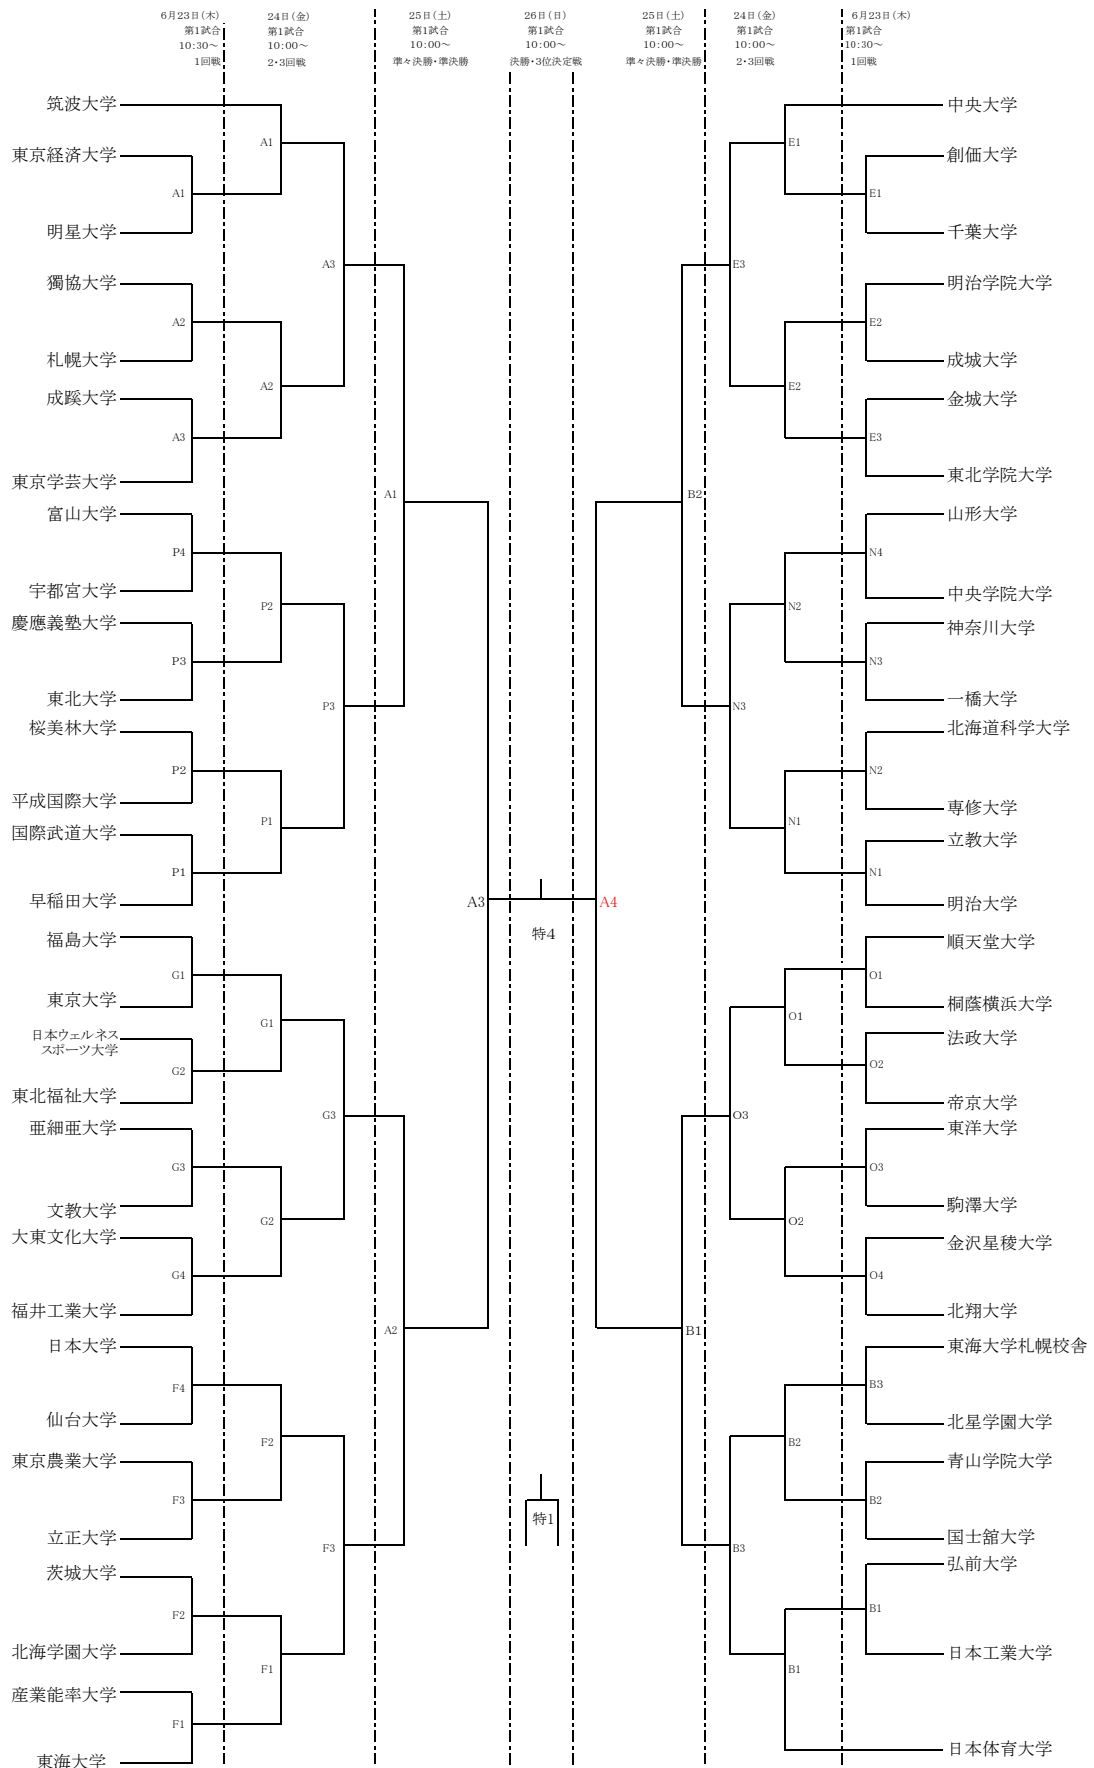 6月23日(木) 24日(金) 25日(土) 26日(日) 25日(土) 24日(金) 6月23日(木)
第1試合 第1試合 第1試合 第1試合 第1試合 第1試合 第1試合
10:30～ 10:00～ 10:00～ 10:00～ 10:00～ 10:00～ 10:30～
1回戦 2・3回戦 準々決勝・準決勝 決勝・3位決定戦 準々決勝・準決勝 2・3回戦 1回戦
筑波大学
A1
東京経済大学
A1
明星大学
A3
獨協大学
A2
札幌大学
A2
成蹊大学
A3
東京学芸大学
A1
富山大学
P4
宇都宮大学
P2
慶應義塾大学
P3
東北大学
P3
桜美林大学
P2
平成国際大学
P1
国際武道大学
P1
早稲田大学
A3
福島大学
G1
東京大学
G1
日本ウェルネス
スポーツ大学
G2
東北福祉大学
G3
亜細亜大学
G3
文教大学
G2
大東文化大学
G4
福井工業大学
A2
日本大学
F4
仙台大学
F2
東京農業大学
F3
立正大学
F3
茨城大学
F2
北海学園大学
F1
産業能率大学
F1
東海大学
特4
特1
中央大学
E1
創価大学
E1
千葉大学
E3
明治学院大学
E2
成城大学
E2
金城大学
E3
東北学院大学
B2
山形大学
N4
中央学院大学
N2
神奈川大学
N3
一橋大学
N3
北海道科学大学
N2
専修大学
N1
立教大学
N1
明治大学
A4
順天堂大学
O1
桐蔭横浜大学
O1
法政大学
O2
帝京大学
O3
東洋大学
O3
駒澤大学
O2
金沢星稜大学
O4
北翔大学
B1
東海大学札幌校舎
B3
北星学園大学
B2
青山学院大学
B2
国士舘大学
B3
弘前大学
B1
日本工業大学
B1
日本体育大学